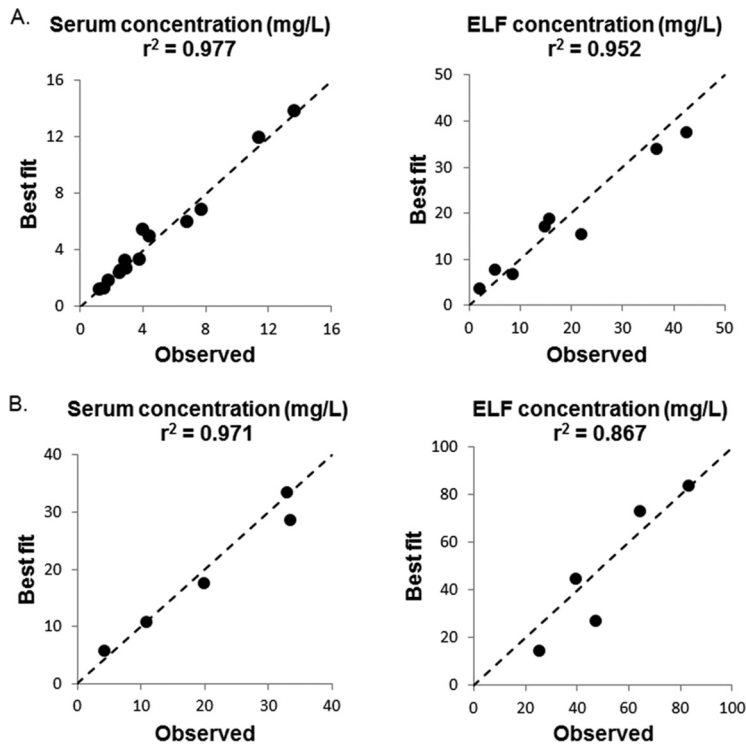 A.
Serum concentration (mg/L)
r² = 0.977
16
12
8
4
0
0 4 8 12 16
Best fit
Observed
ELF concentration (mg/L)
r² = 0.952
50
40
30
20
10
0
0 10 20 30 40 50
Best fit
Observed
B.
Serum concentration (mg/L)
r² = 0.971
40
30
20
10
0
0 10 20 30 40
Best fit
Observed
ELF concentration (mg/L)
r² = 0.867
100
80
60
40
20
0
0 20 40 60 80 100
Best fit
Observed